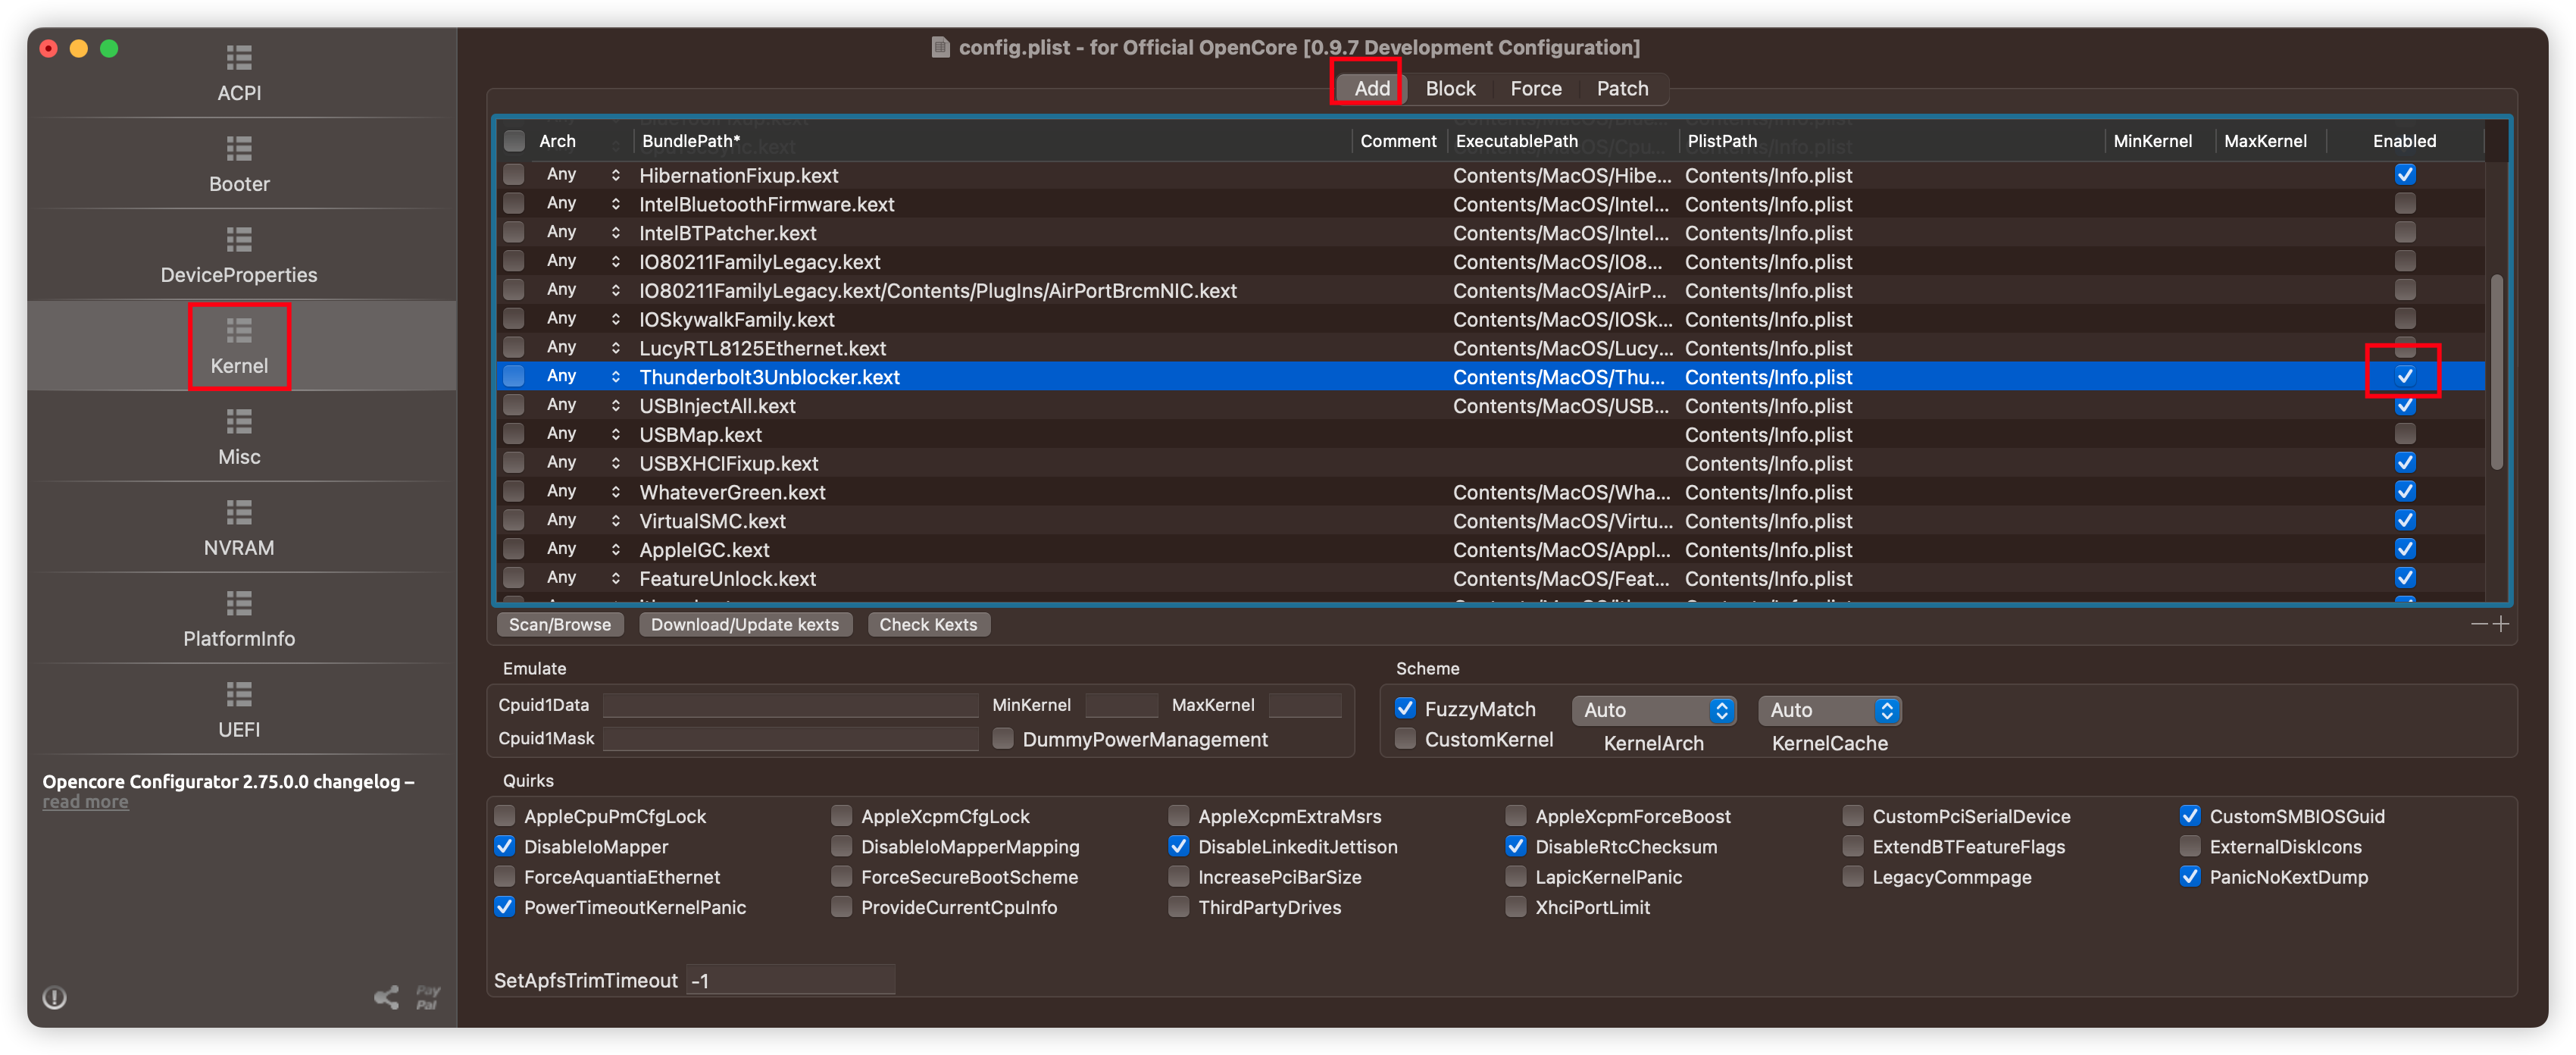 config.plist - for Official OpenCore [0.9.7 Development Configuration]
ACPI
Booter
DeviceProperties
Kernel
Misc
NVRAM
PlatformInfo
UEFI
Opencore Configurator 2.75.0.0 changelog –
read more
Pay
Pal
Add Block Force Patch
Arch BundlePath* Comment ExecutablePath PlistPath MinKernel MaxKernel Enabled
Any HibernationFixup.kext Contents/MacOS/Hibe... Contents/Info.plist
Any IntelBluetoothFirmware.kext Contents/MacOS/Intel... Contents/Info.plist
Any IntelBTPatcher.kext Contents/MacOS/Intel... Contents/Info.plist
Any IO80211FamilyLegacy.kext Contents/MacOS/IO8... Contents/Info.plist
Any IO80211FamilyLegacy.kext/Contents/PlugIns/AirPortBrcmNIC.kext Contents/MacOS/AirP... Contents/Info.plist
Any IOSkywalkFamily.kext Contents/MacOS/IOSk... Contents/Info.plist
Any LucyRTL8125Ethernet.kext Contents/MacOS/Lucy... Contents/Info.plist
Any Thunderbolt3Unblocker.kext Contents/MacOS/Thu... Contents/Info.plist
Any USBInjectAll.kext Contents/MacOS/USB... Contents/Info.plist
Any USBMap.kext Contents/Info.plist
Any USBXHCIFixup.kext Contents/Info.plist
Any WhateverGreen.kext Contents/MacOS/Wha... Contents/Info.plist
Any VirtualSMC.kext Contents/MacOS/Virtu... Contents/Info.plist
Any AppleIGC.kext Contents/MacOS/Appl... Contents/Info.plist
Any FeatureUnlock.kext Contents/MacOS/Feat... Contents/Info.plist
Scan/Browse Download/Update kexts Check Kexts
Emulate
Cpuid1Data MinKernel MaxKernel
Cpuid1Mask DummyPowerManagement
Scheme
FuzzyMatch Auto Auto
CustomKernel KernelArch KernelCache
Quirks
AppleCpuPmCfgLock AppleXcpmCfgLock AppleXcpmExtraMsrs AppleXcpmForceBoost CustomPciSerialDevice CustomSMBIOSGuid
DisableIoMapper DisableIoMapperMapping DisableLinkeditJettison DisableRtcChecksum ExtendBTFeatureFlags ExternalDiskIcons
ForceAquantiaEthernet ForceSecureBootScheme IncreasePciBarSize LapicKernelPanic LegacyCommpage PanicNoKextDump
PowerTimeoutKernelPanic ProvideCurrentCpuInfo ThirdPartyDrives XhciPortLimit
SetApfsTrimTimeout -1